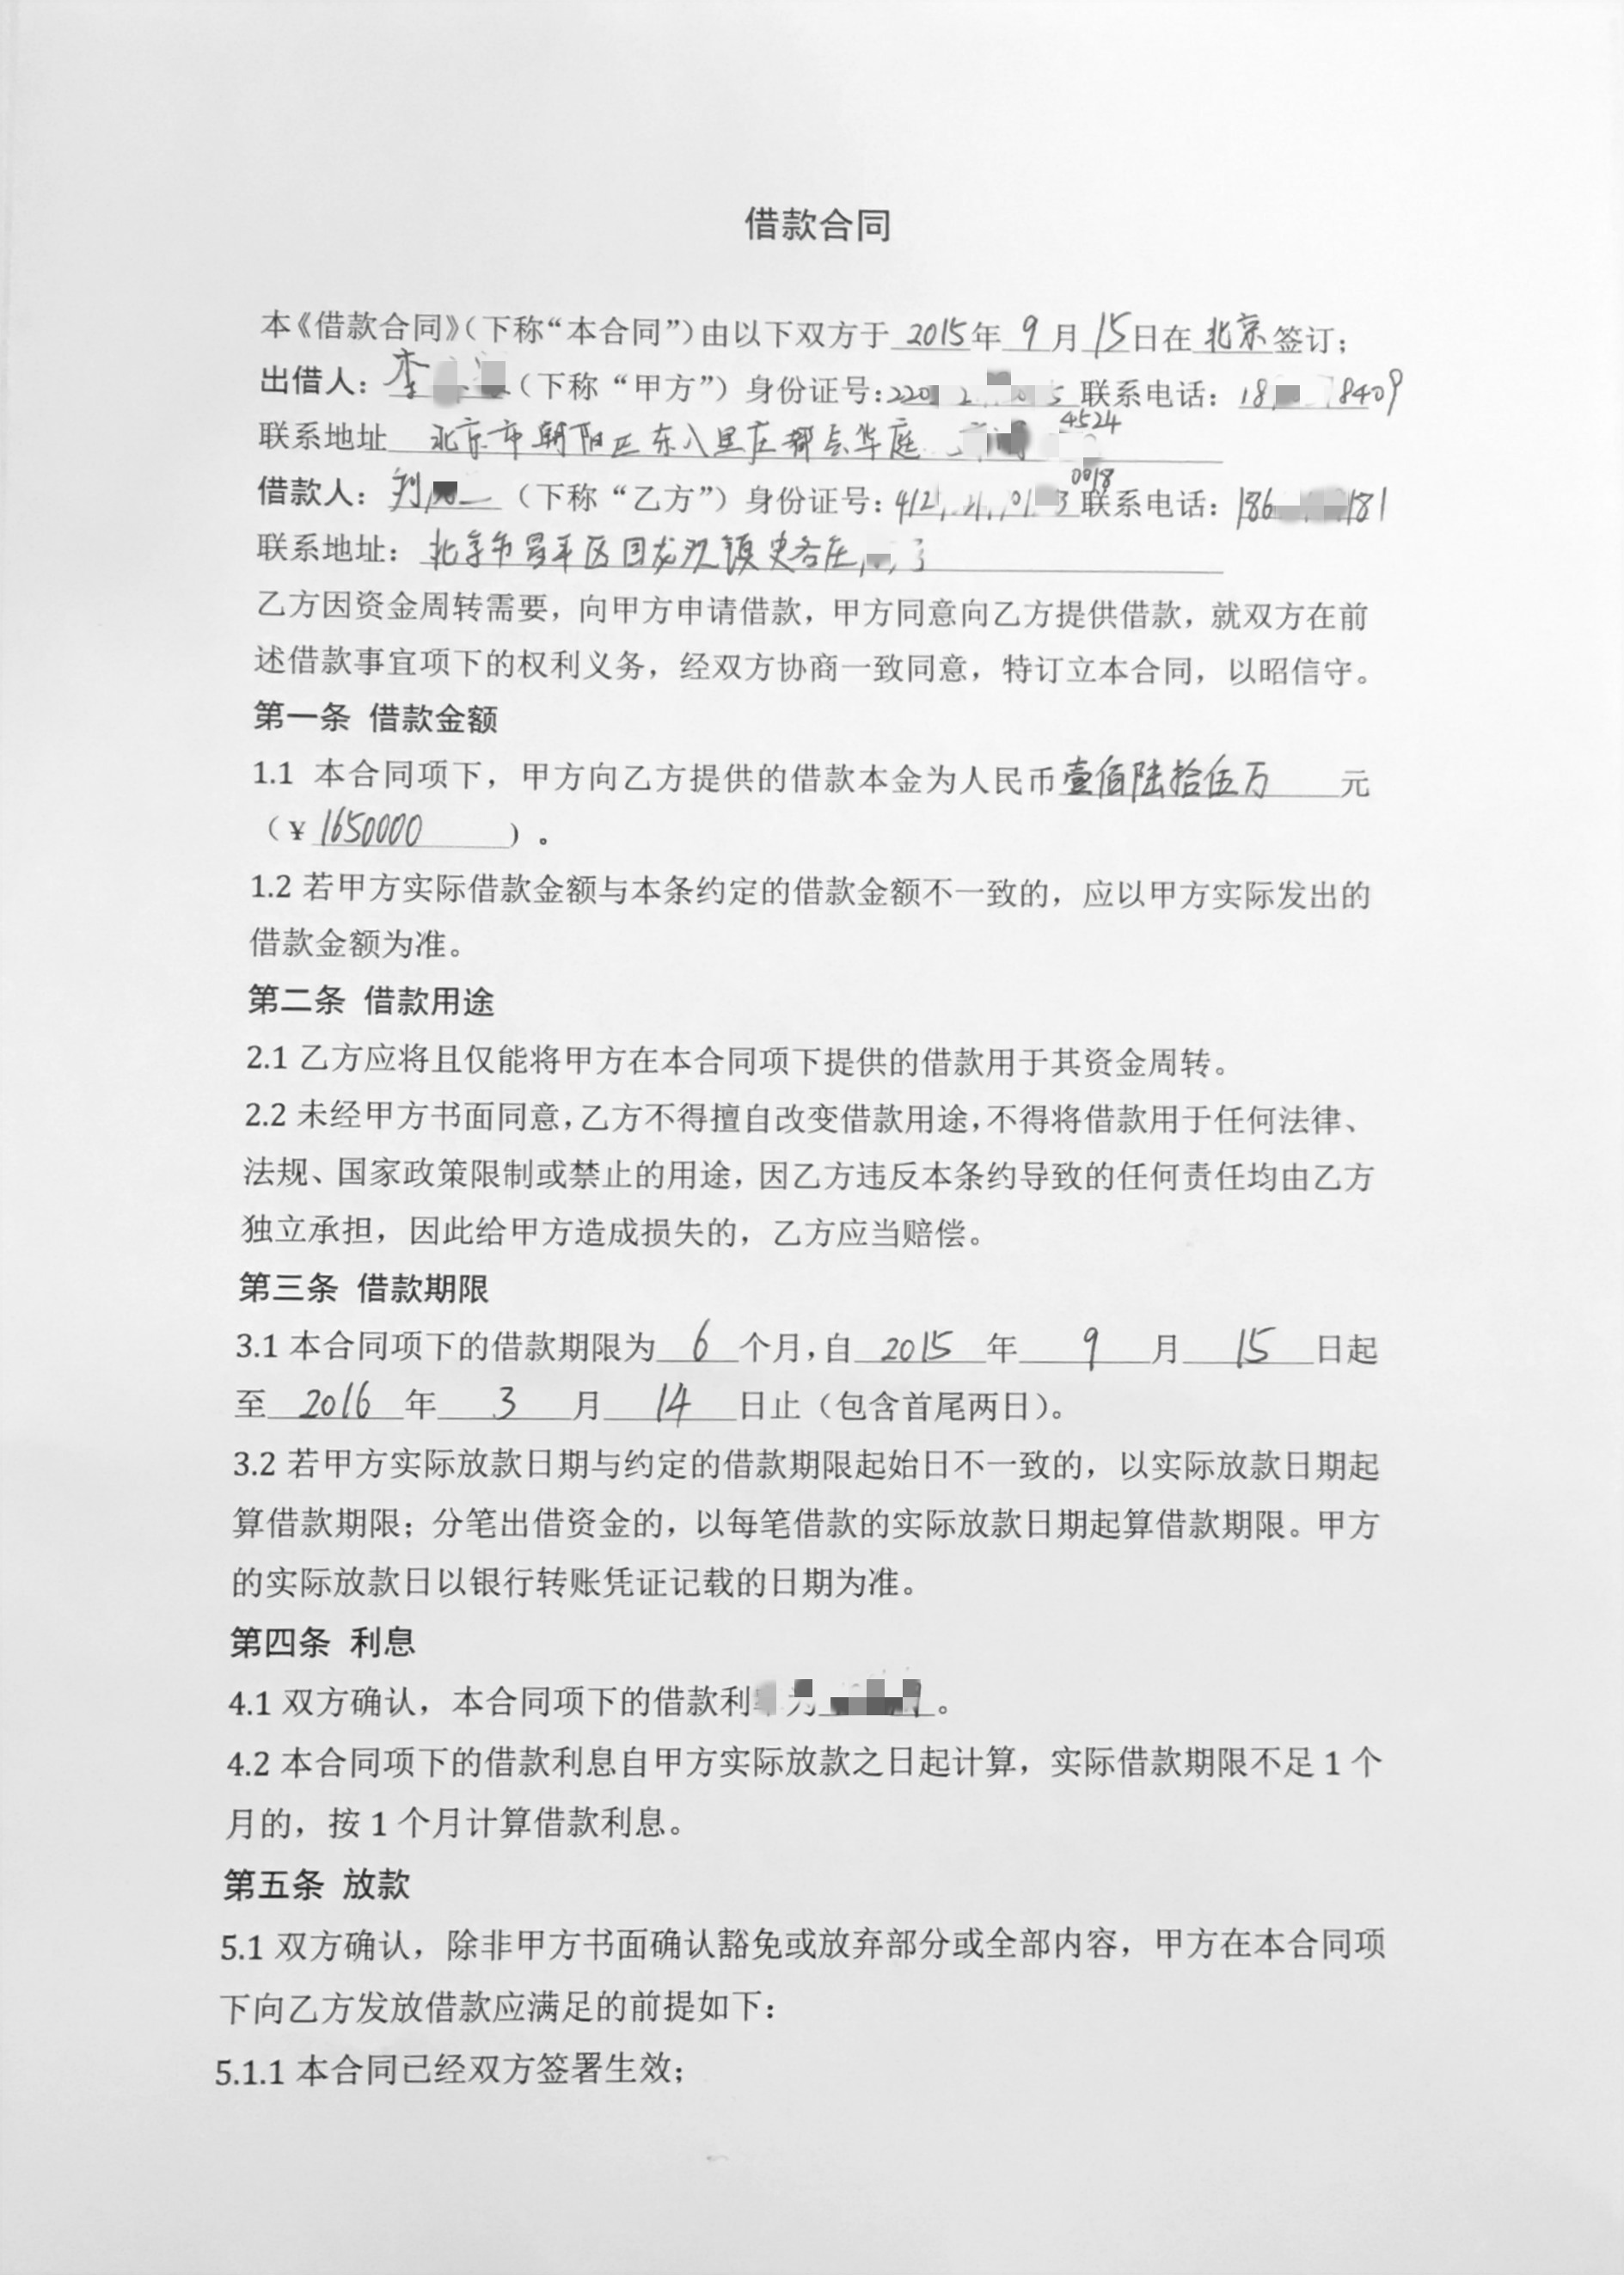 借款合同
本《借款合同》（下称“本合同”）由以下双方于 2015年 9 月 15日在 北京 签订；
出借人：李（下称“甲方”）身份证号：220 联系电话：18 8409
联系地址 北京市朝阳区东八里庄都会华庭
4524
借款人：刘（下称“乙方”）身份证号：412 联系电话：186 181
0018
联系地址：北京市昌平区回龙观镇史各庄
乙方因资金周转需要，向甲方申请借款，甲方同意向乙方提供借款，就双方在前
述借款事宜项下的权利义务，经双方协商一致同意，特订立本合同，以昭信守。
第一条 借款金额
1.1 本合同项下，甲方向乙方提供的借款本金为人民币壹佰陆拾伍万 元
（¥ 1650000 ）。
1.2 若甲方实际借款金额与本条约定的借款金额不一致的，应以甲方实际发出的
借款金额为准。
第二条 借款用途
2.1 乙方应将且仅能将甲方在本合同项下提供的借款用于其资金周转。
2.2 未经甲方书面同意，乙方不得擅自改变借款用途，不得将借款用于任何法律、
法规、国家政策限制或禁止的用途，因乙方违反本条约导致的任何责任均由乙方
独立承担，因此给甲方造成损失的，乙方应当赔偿。
第三条 借款期限
3.1 本合同项下的借款期限为 6 个月，自 2015 年 9 月 15 日起
至 2016 年 3 月 14 日止（包含首尾两日）。
3.2 若甲方实际放款日期与约定的借款期限起始日不一致的，以实际放款日期起
算借款期限；分笔出借资金的，以每笔借款的实际放款日期起算借款期限。甲方
的实际放款日以银行转账凭证记载的日期为准。
第四条 利息
4.1 双方确认，本合同项下的借款利 为 。
4.2 本合同项下的借款利息自甲方实际放款之日起计算，实际借款期限不足 1 个
月的，按 1 个月计算借款利息。
第五条 放款
5.1 双方确认，除非甲方书面确认豁免或放弃部分或全部内容，甲方在本合同项
下向乙方发放借款应满足的前提如下：
5.1.1 本合同已经双方签署生效；